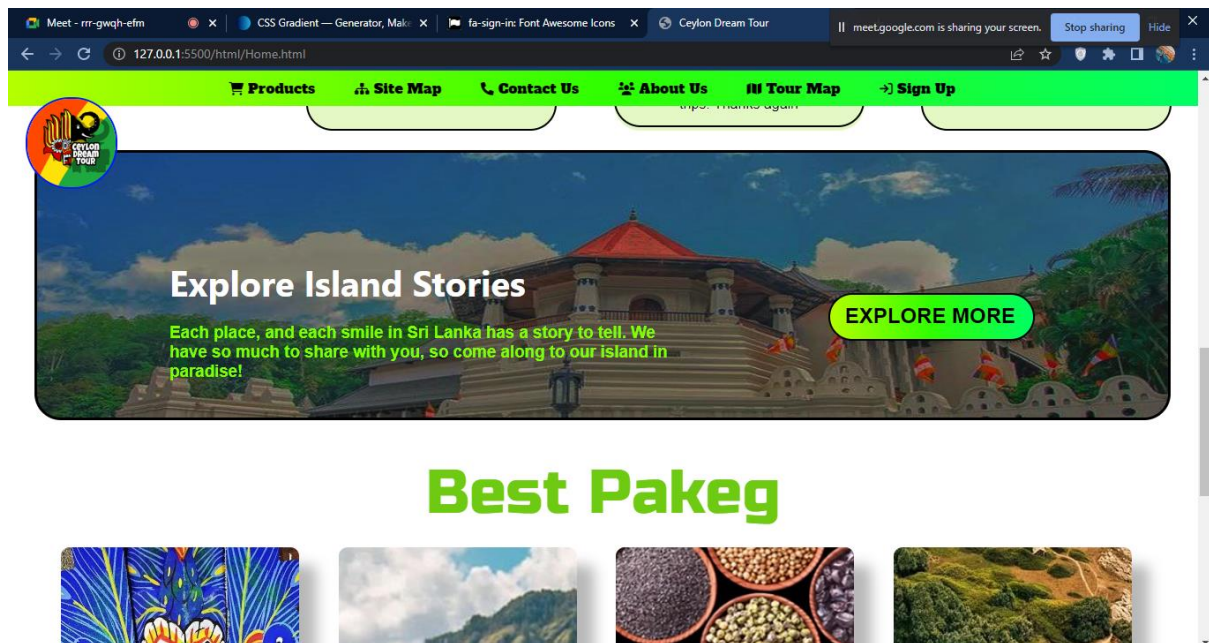 Meet - rrr-gwqh-efm
CSS Gradient — Generator, Make
fa-sign-in: Font Awesome Icons
Ceylon Dream Tour
meet.google.com is sharing your screen.
Stop sharing
Hide
127.0.0.1:5500/html/Home.html
Products
Site Map
Contact Us
About Us
Tour Map
Sign Up
trips. Thanks again
CEYLON
DREAM
TOUR
Explore Island Stories
Each place, and each smile in Sri Lanka has a story to tell. We
have so much to share with you, so come along to our island in
paradise!
EXPLORE MORE
Best Pakeg